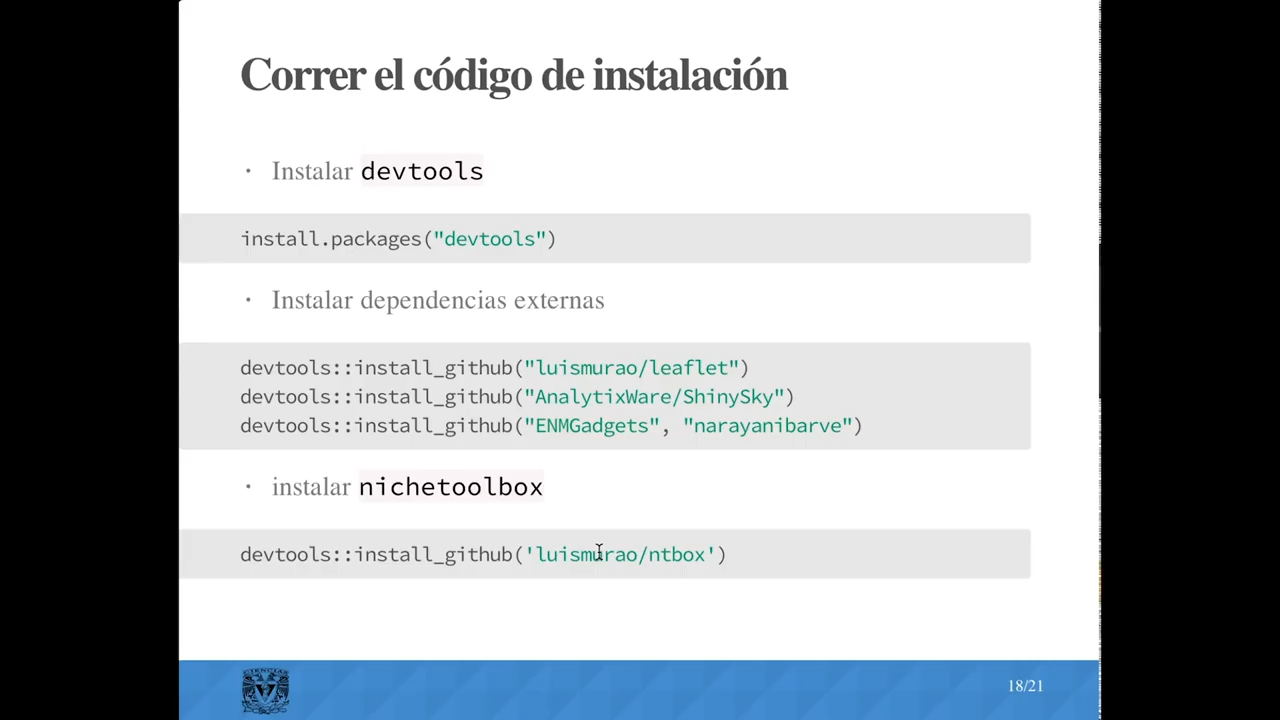 Correr el código de instalación
· Instalar devtools
install.packages("devtools")
· Instalar dependencias externas
devtools::install_github("luismurao/leaflet")
devtools::install_github("AnalytixWare/ShinySky")
devtools::install_github("ENMGadgets", "narayanibarve")
· instalar nichetoolbox
devtools::install_github('luismurao/ntbox')
CIENCIAS
18/21